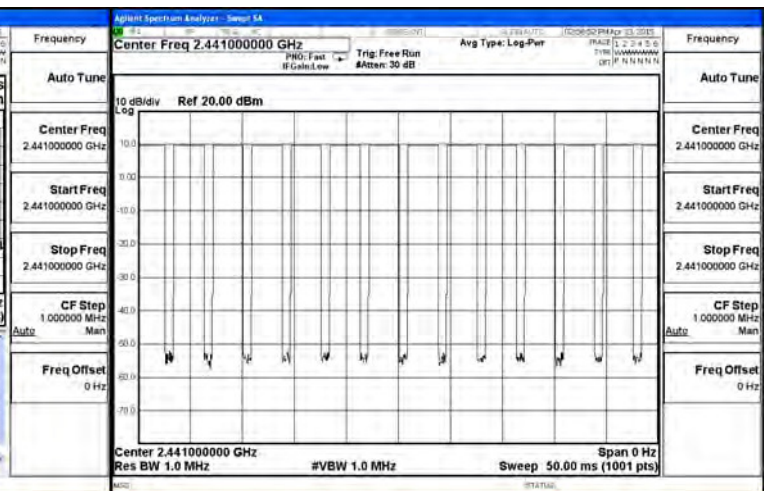 Frequency
Auto Tune
Center Freq
2.441000000 GHz
Start Freq
2.441000000 GHz
Stop Freq
2.441000000 GHz
CF Step
1.000000 MHz
Auto Man
Freq Offset
0 Hz
Agilent Spectrum Analyzer - Swept SA
Center Freq 2.441000000 GHz
PNO: Fast
IFGain:Low
Trig: Free Run
#Atten: 30 dB
Avg Type: Log-Pwr
TRACE 1 2 3 4 5 6
TYPE
DET P N N N N N
10 dB/div Ref 20.00 dBm
Log
10.0
0.00
-10.0
-20.0
-30.0
-40.0
-50.0
-60.0
-70.0
Center 2.441000000 GHz
Span 0 Hz
Res BW 1.0 MHz
#VBW 1.0 MHz
Sweep 50.00 ms (1001 pts)
MSG
STATUS
Frequency
Auto Tune
Center Freq
2.441000000 GHz
Start Freq
2.441000000 GHz
Stop Freq
2.441000000 GHz
CF Step
1.000000 MHz
Auto Man
Freq Offset
0 Hz